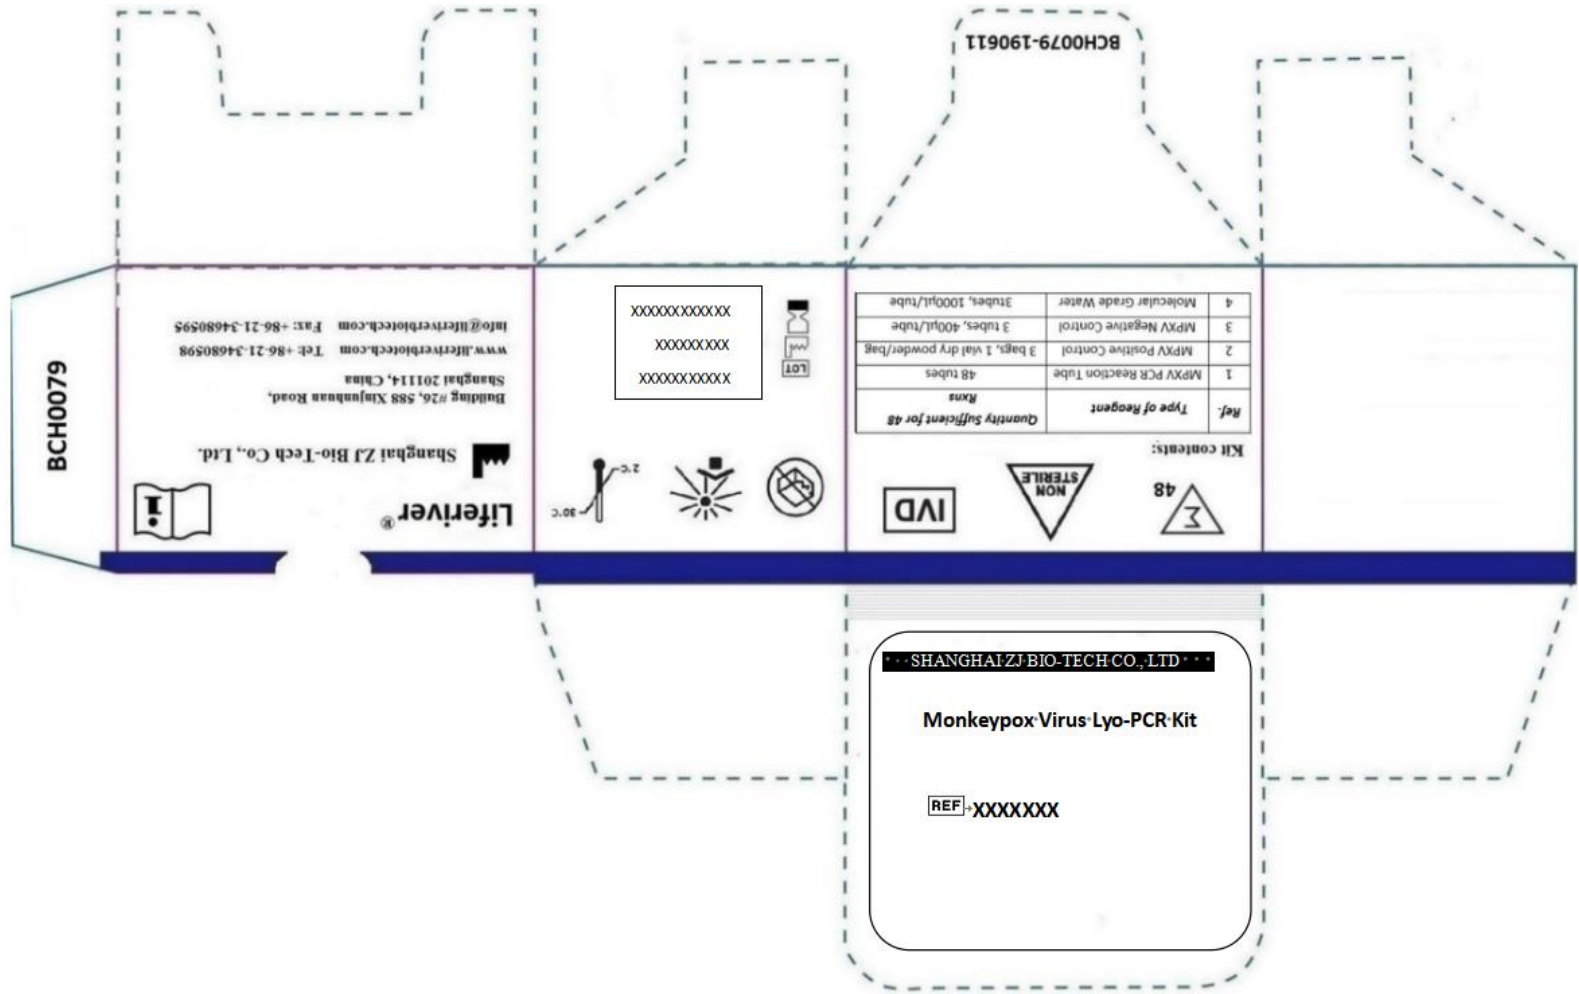 BCH0079-190611
BCH0079
Liferiver®
Shanghai ZJ Bio-Tech Co., Ltd.
Building #26, 588 Xinjunhuan Road,
Shanghai 201114, China
www.liferiverbiotech.com Tel: +86-21-34680598
info@liferiverbiotech.com Fax: +86-21-34680595
30°C
2°C
LOT
XXXXXXXXXXXX
XXXXXXXXX
XXXXXXXXXXX
Σ 48
NON
STERILE
IVD
Kit contents:
Ref. Type of Reagent Quantity Sufficient for 48 Rxns
1 MPXV PCR Reaction Tube 48 tubes
2 MPXV Positive Control 3 bags, 1 vial dry powder/bag
3 MPXV Negative Control 3 tubes, 400μl/tube
4 Molecular Grade Water 3tubes, 1000μl/tube
SHANGHAI ZJ BIO-TECH CO., LTD
Monkeypox Virus Lyo-PCR Kit
REF XXXXXXX